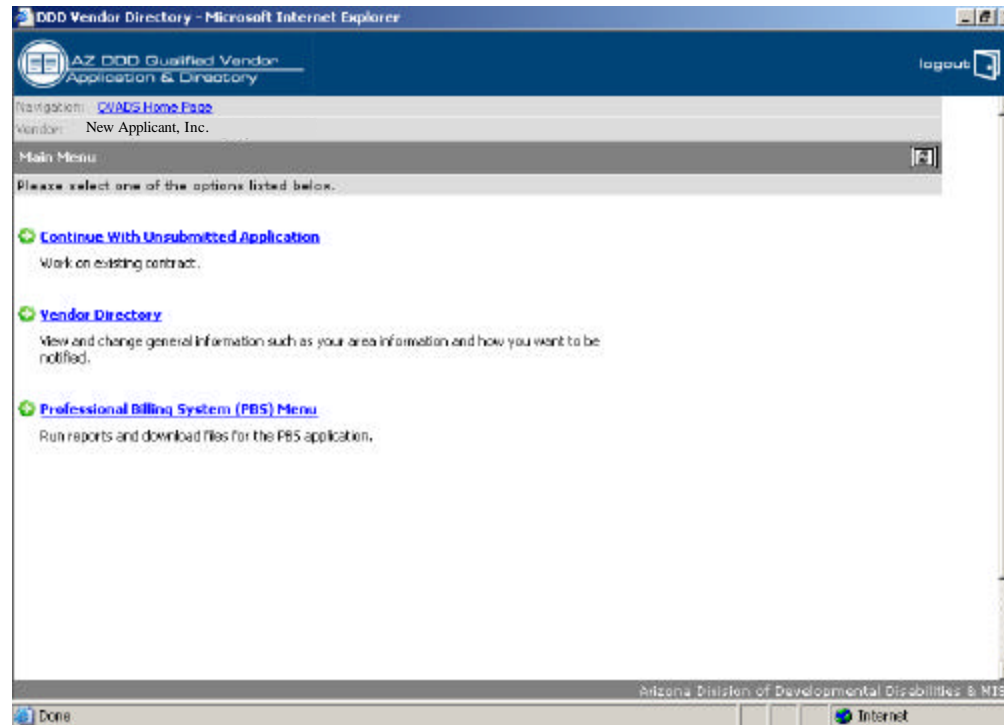 DDD Vendor Directory - Microsoft Internet Explorer
AZ DDD Qualified Vendor
Application & Directory
logout
Navigation: QVADS Home Page
Vendor: New Applicant, Inc.
Main Menu
Please select one of the options listed below.
Continue With Unsubmitted Application
Work on existing contract.
Vendor Directory
View and change general information such as your area information and how you want to be
notified.
Professional Billing System (PBS) Menu
Run reports and download files for the PBS application.
Arizona Division of Developmental Disabilities & MIS
Done
Internet